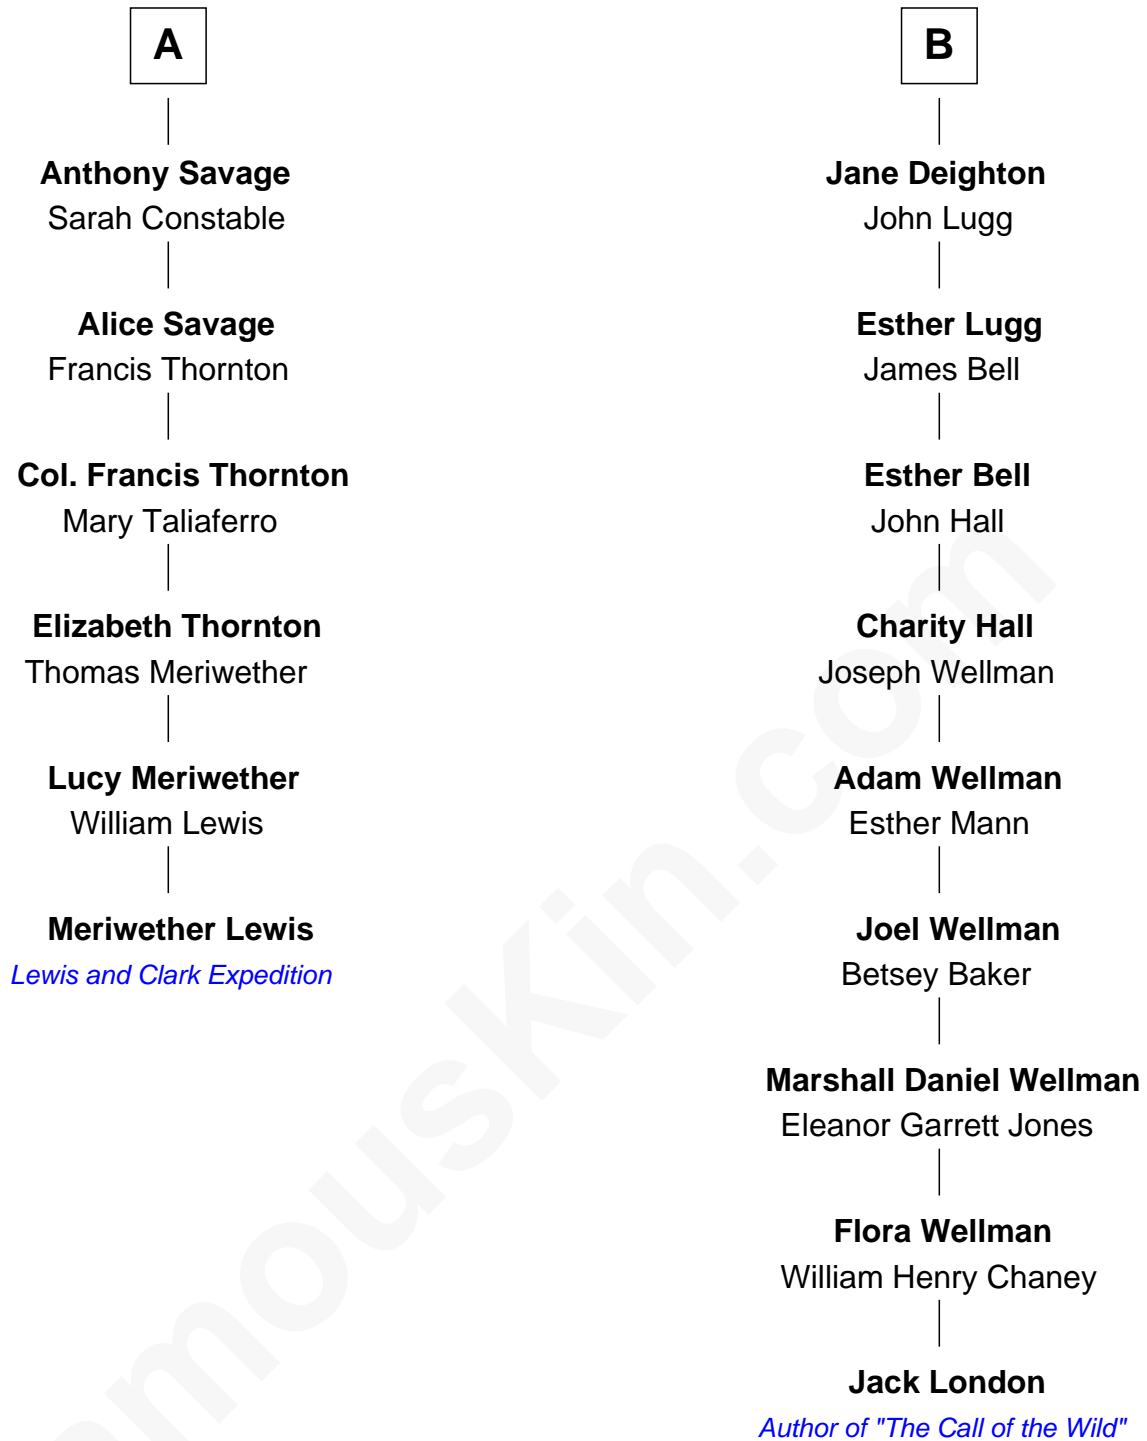 A
Anthony Savage
Sarah Constable
Alice Savage
Francis Thornton
Col. Francis Thornton
Mary Taliaferro
Elizabeth Thornton
Thomas Meriwether
Lucy Meriwether
William Lewis
Meriwether Lewis
Lewis and Clark Expedition
B
Jane Deighton
John Lugg
Esther Lugg
James Bell
Esther Bell
John Hall
Charity Hall
Joseph Wellman
Adam Wellman
Esther Mann
Joel Wellman
Betsey Baker
Marshall Daniel Wellman
Eleanor Garrett Jones
Flora Wellman
William Henry Chaney
Jack London
Author of "The Call of the Wild"
amouskin.com